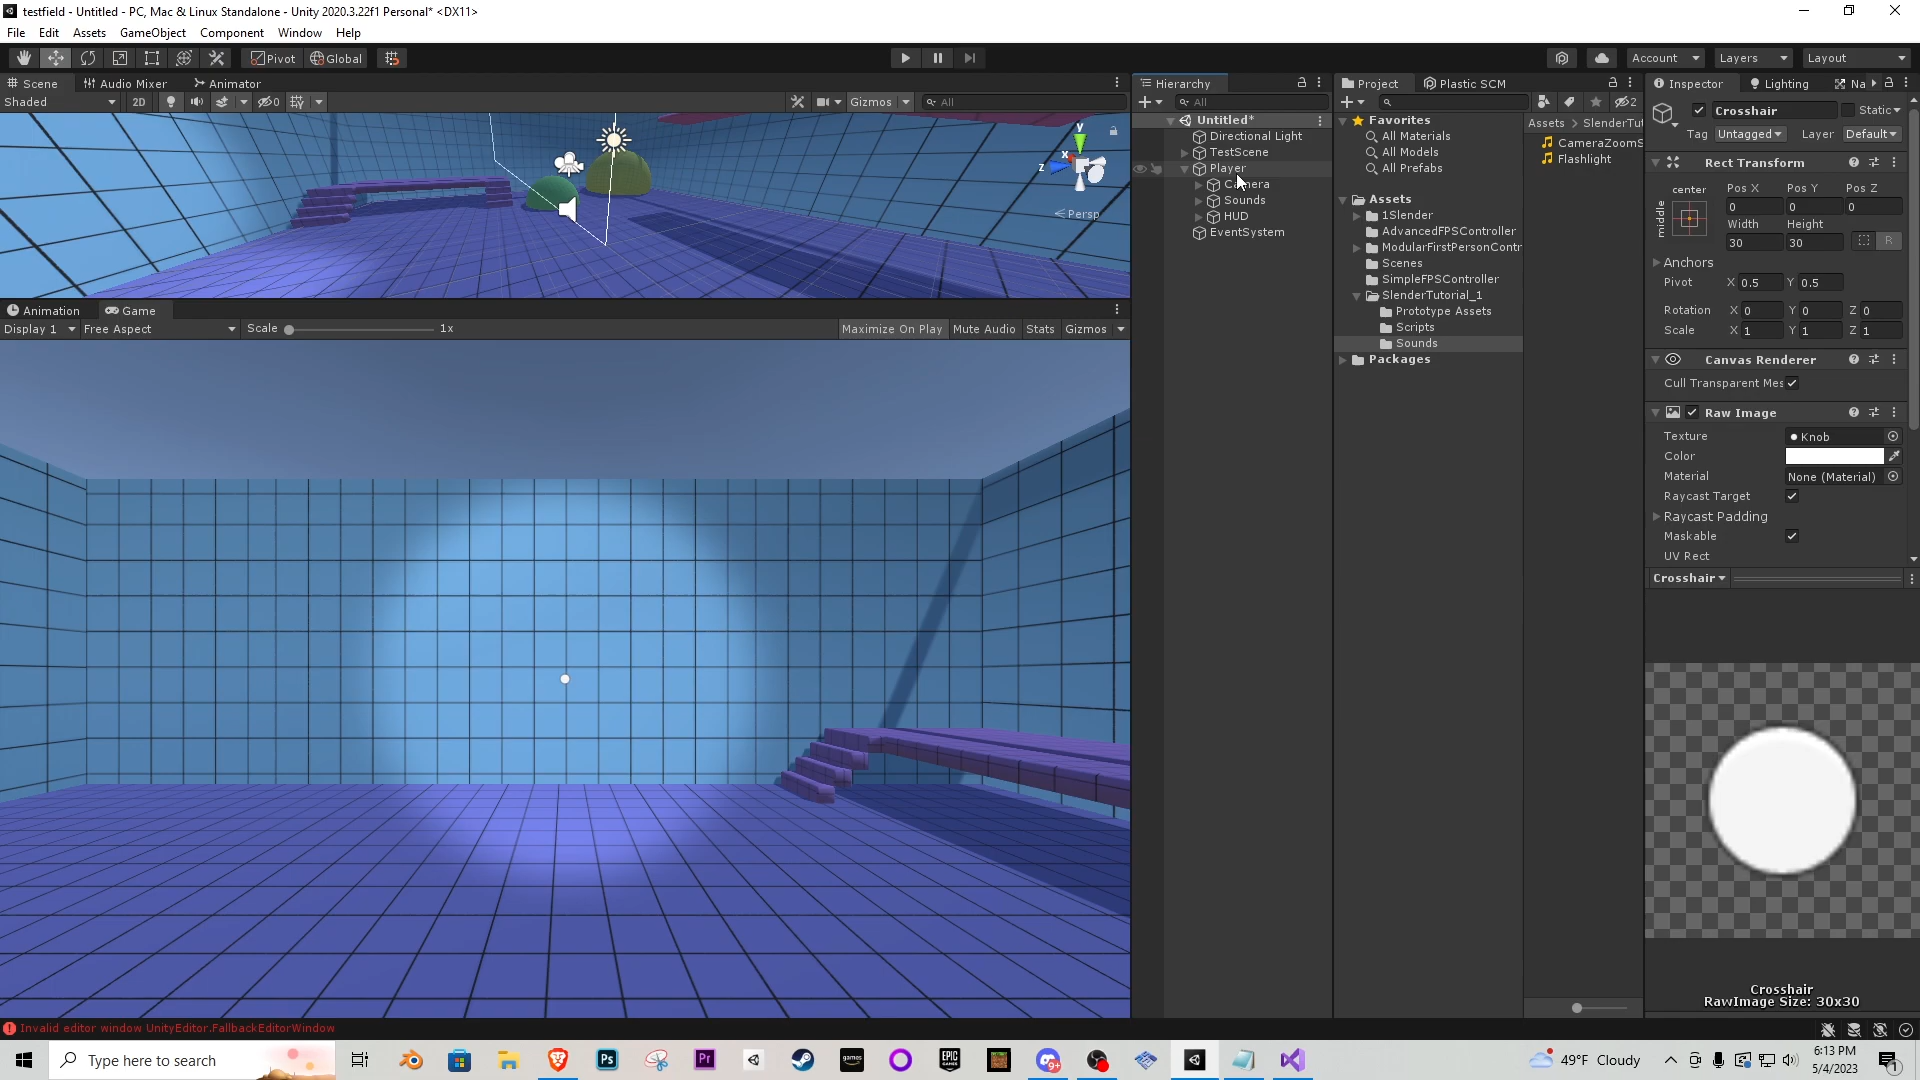 testfield - Untitled - PC, Mac & Linux Standalone - Unity 2020.3.22f1 Personal* <DX11>
File Edit Assets GameObject Component Window Help
Pivot Global Account Layers Layout
Scene Audio Mixer Animator
Shaded 2D Gizmos All
y x z
Persp
Animation Game
Display 1 Free Aspect Scale 1x Maximize On Play Mute Audio Stats Gizmos
Hierarchy
All
Untitled*
Directional Light
TestScene
Player
Camera
Sounds
HUD
EventSystem
Project Plastic SCM
2
Favorites
All Materials
All Models
All Prefabs
Assets
1Slender
AdvancedFPSController
ModularFirstPersonContr
Scenes
SimpleFPSController
SlenderTutorial_1
Prototype Assets
Scripts
Sounds
Packages
Assets > SlenderTut
CameraZoomS
Flashlight
Inspector Lighting Na
Crosshair Static
Tag Untagged Layer Default
Rect Transform
center Pos X Pos Y Pos Z
middle 0 0 0
Width Height
30 30 R
Anchors
Pivot X 0.5 Y 0.5
Rotation X 0 Y 0 Z 0
Scale X 1 Y 1 Z 1
Canvas Renderer
Cull Transparent Mes
Raw Image
Texture Knob
Color
Material None (Material)
Raycast Target
Raycast Padding
Maskable
UV Rect
Crosshair
Crosshair
RawImage Size: 30x30
Invalid editor window UnityEditor.FallbackEditorWindow
Type here to search
49°F Cloudy
6:13 PM
5/4/2023